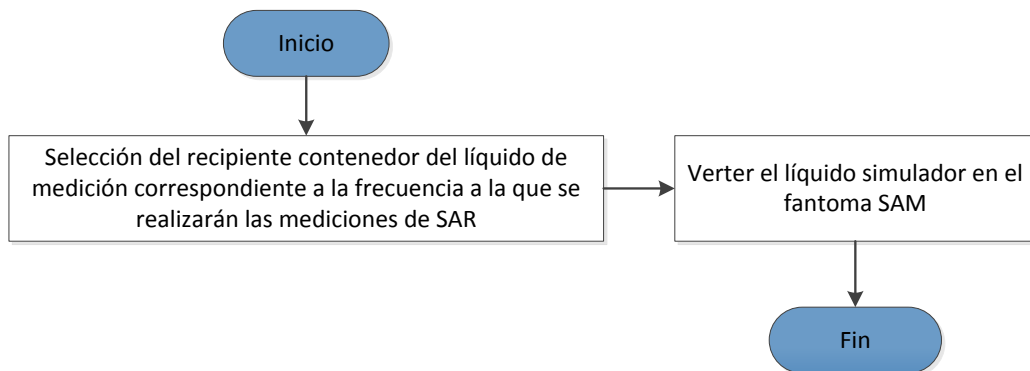 Inicio
Selección del recipiente contenedor del líquido de
medición correspondiente a la frecuencia a la que se
realizarán las mediciones de SAR
Verter el líquido simulador en el
fantoma SAM
Fin